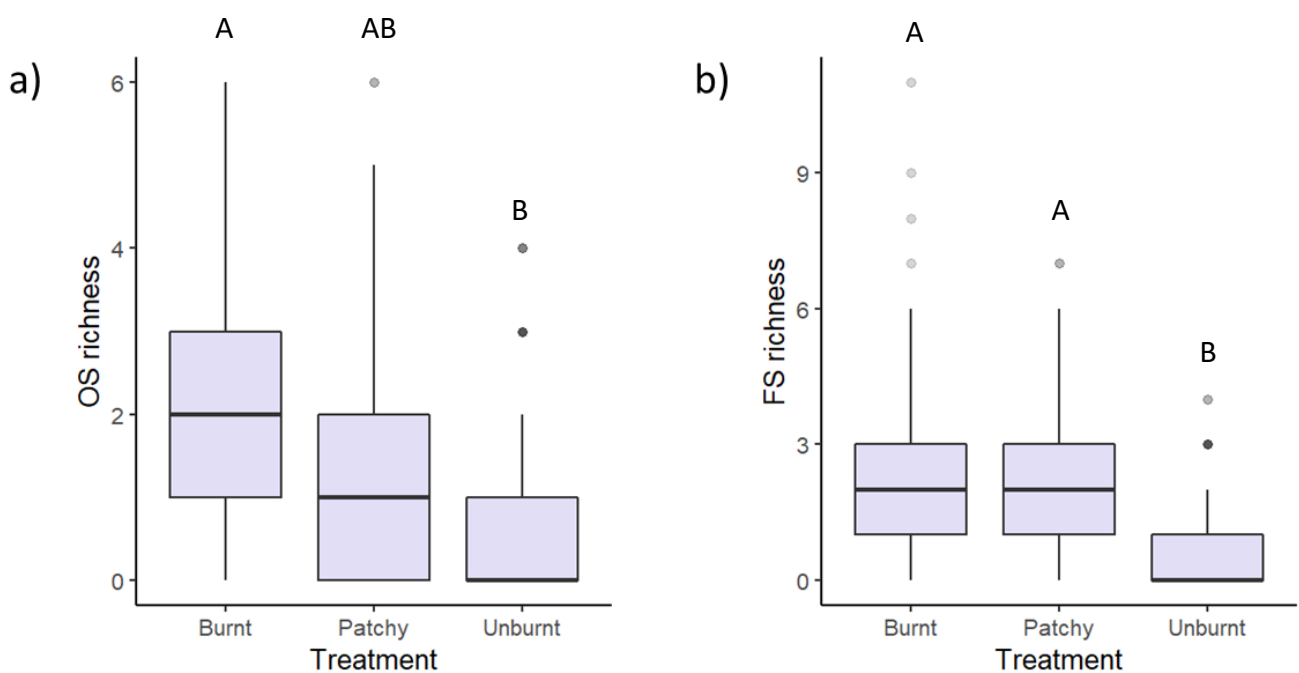 a)
A
AB
B
6
4
2
0
OS richness
Burnt
Patchy
Unburnt
Treatment
b)
A
A
B
9
6
3
0
FS richness
Burnt
Patchy
Unburnt
Treatment